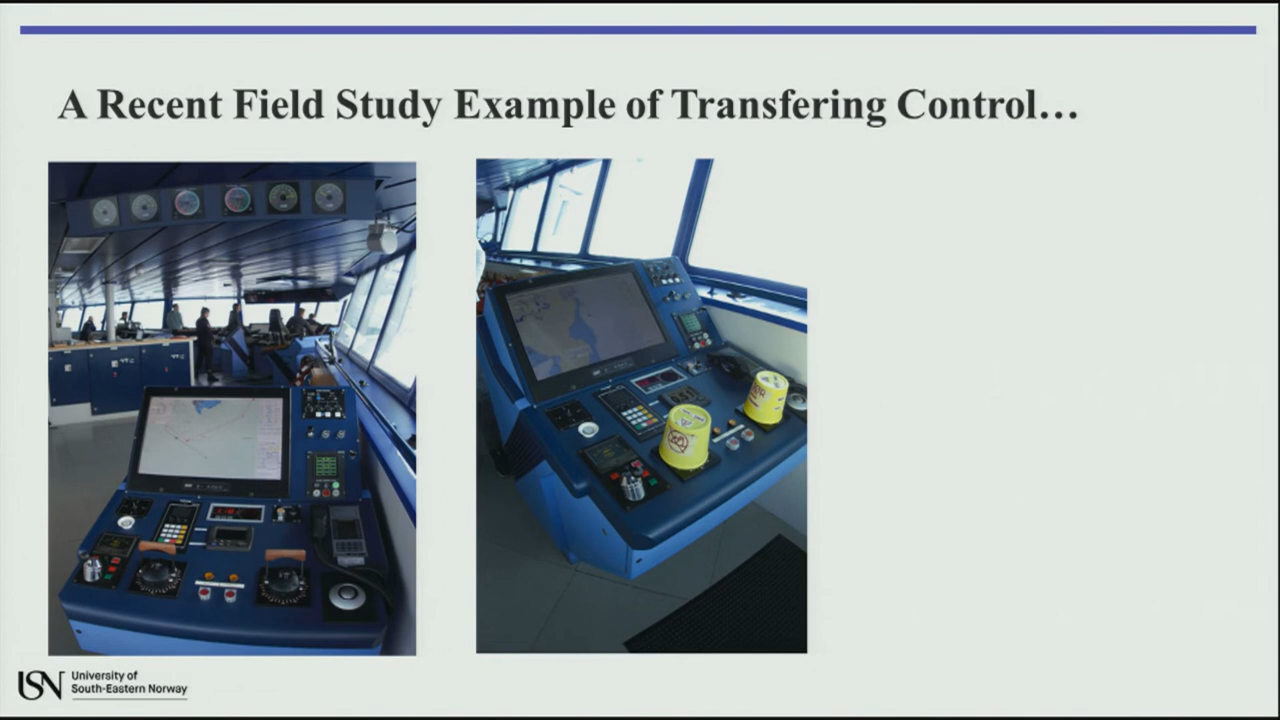 A Recent Field Study Example of Transfering Control…
USN University of
South-Eastern Norway